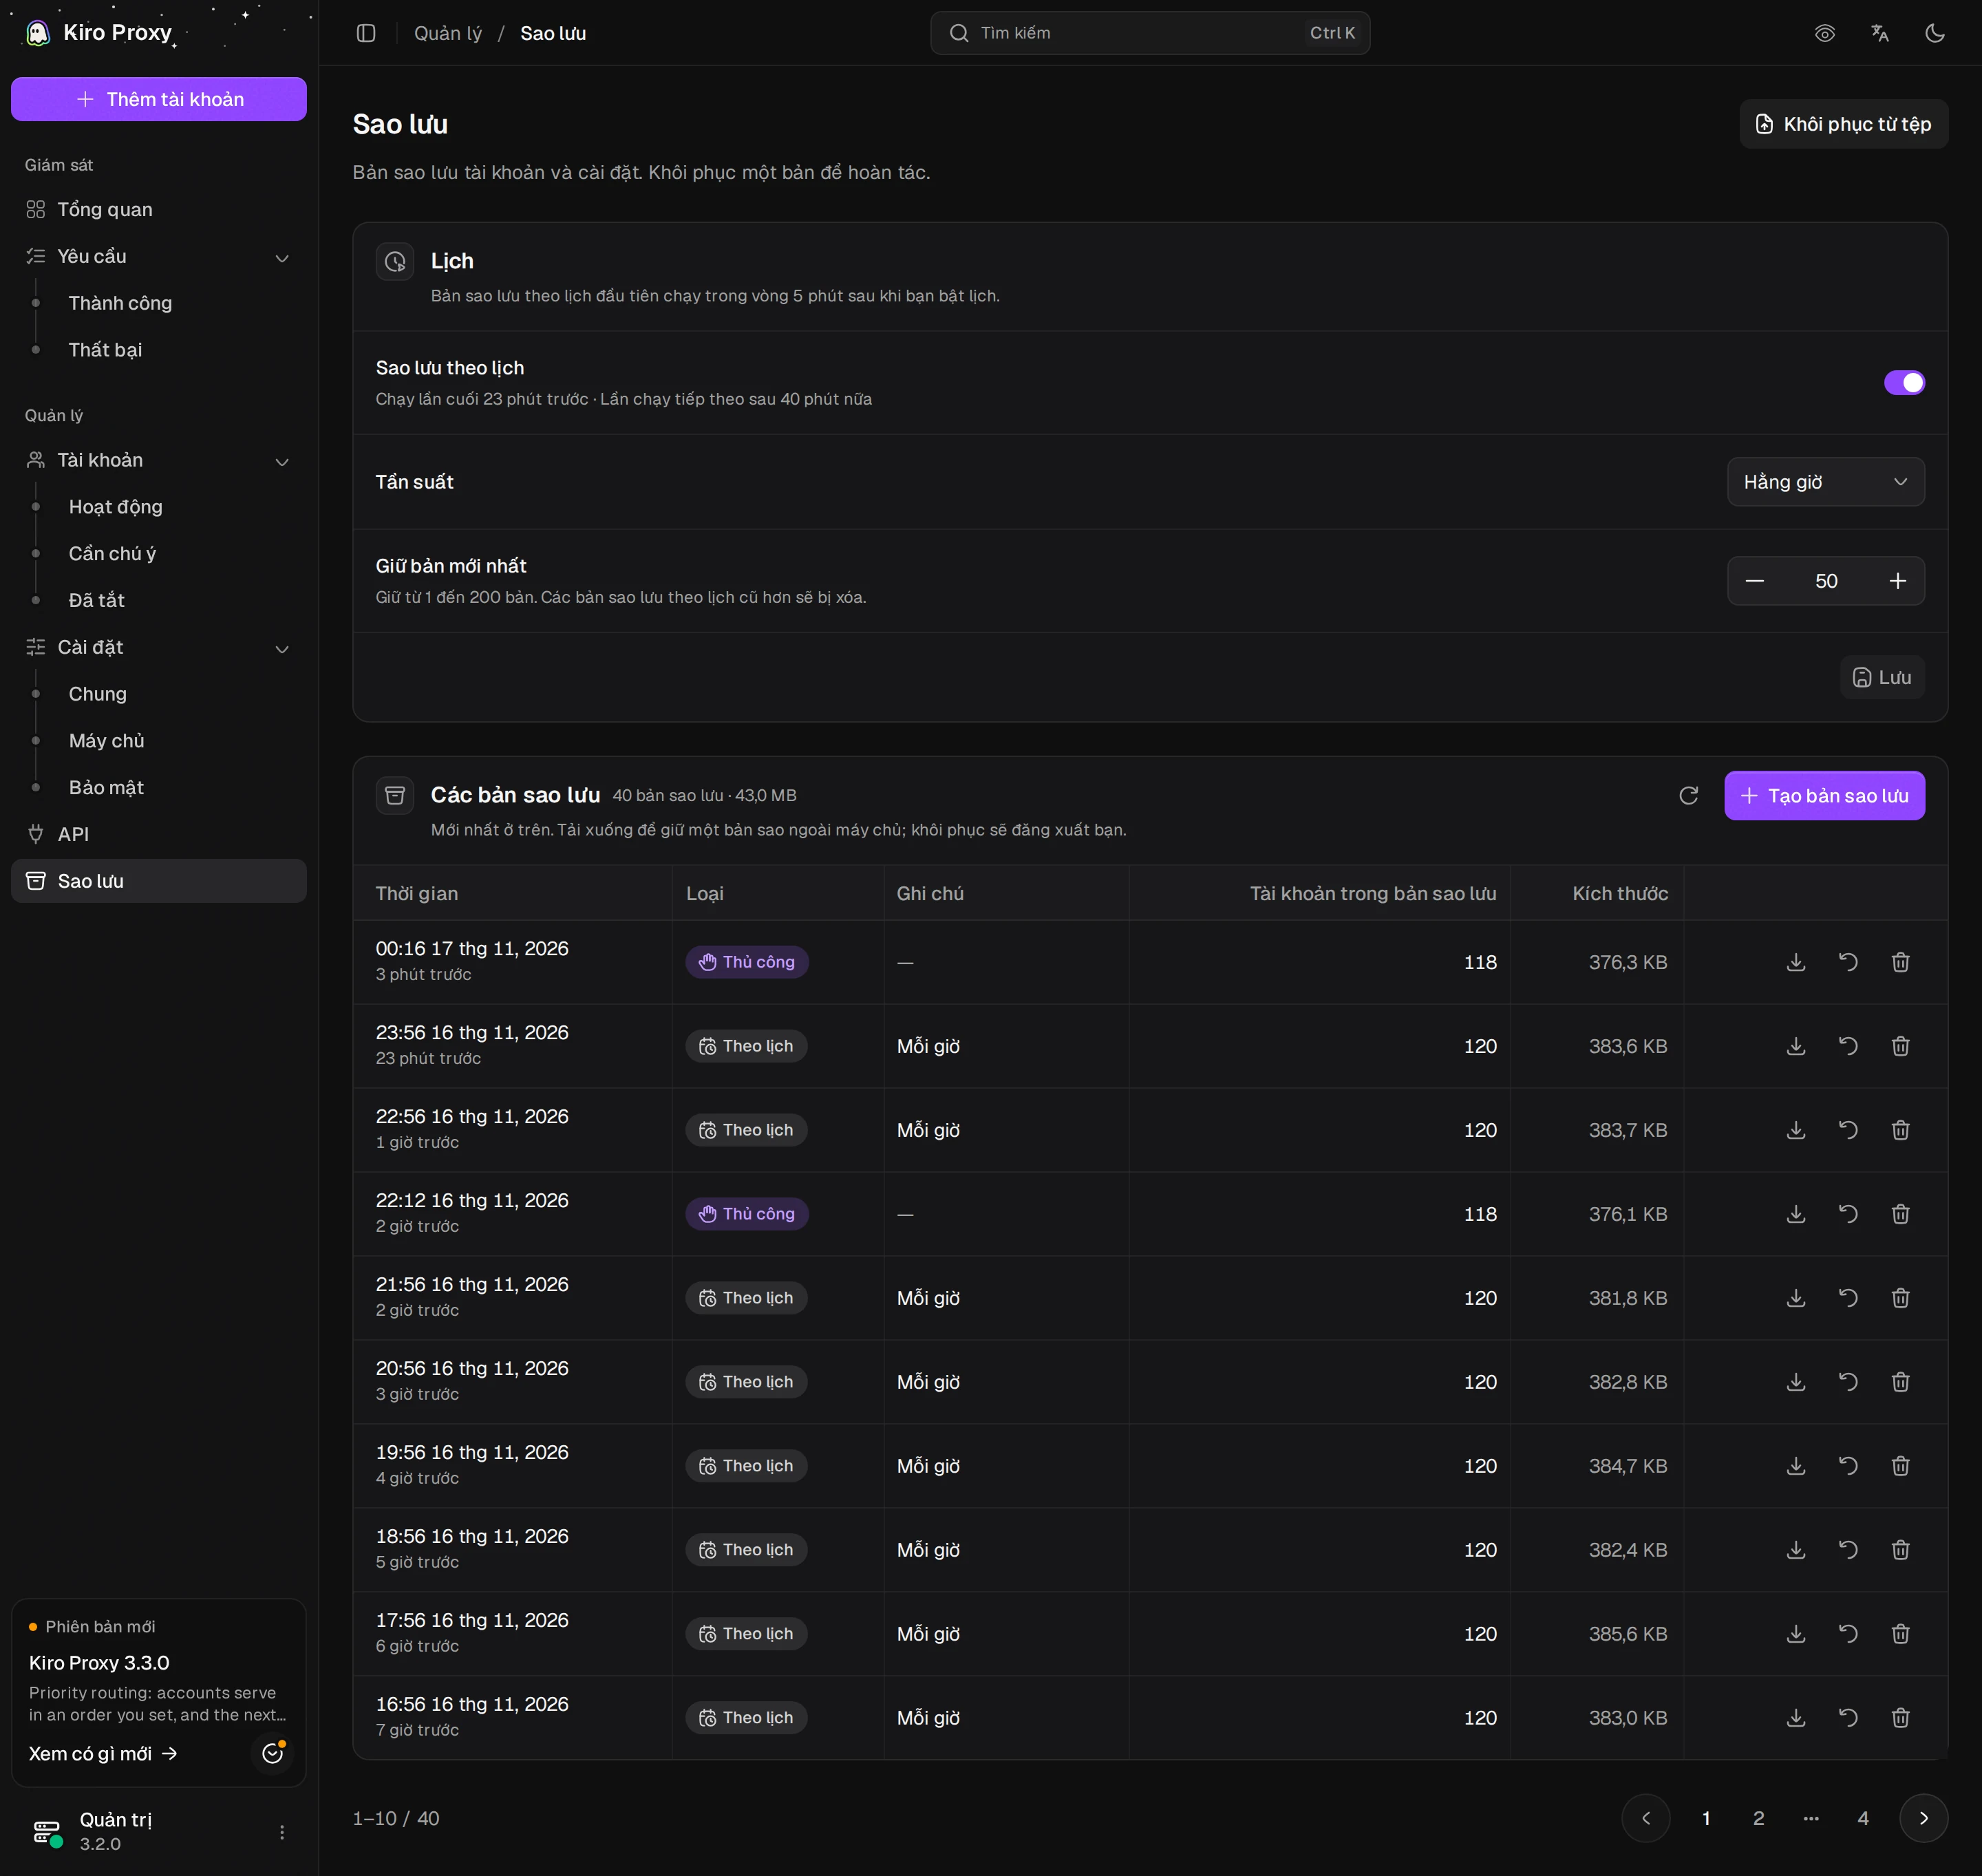 Kiro Proxy
Thêm tài khoản
Giám sát
Tổng quan
Yêu cầu
Thành công
Thất bại
Quản lý
Tài khoản
Hoạt động
Cần chú ý
Đã tắt
Cài đặt
Chung
Máy chủ
Bảo mật
API
Sao lưu
Phiên bản mới
Kiro Proxy 3.3.0
Priority routing: accounts serve
in an order you set, and the next...
Xem có gì mới →
Quản trị
3.2.0
Quản lý / Sao lưu
Tìm kiếm Ctrl K
Sao lưu
Khôi phục từ tệp
Bản sao lưu tài khoản và cài đặt. Khôi phục một bản để hoàn tác.
Lịch
Bản sao lưu theo lịch đầu tiên chạy trong vòng 5 phút sau khi bạn bật lịch.
Sao lưu theo lịch
Chạy lần cuối 23 phút trước · Lần chạy tiếp theo sau 40 phút nữa
Tần suất
Hằng giờ
Giữ bản mới nhất
Giữ từ 1 đến 200 bản. Các bản sao lưu theo lịch cũ hơn sẽ bị xóa.
50
Lưu
Các bản sao lưu 40 bản sao lưu · 43,0 MB
Tạo bản sao lưu
Mới nhất ở trên. Tải xuống để giữ một bản sao ngoài máy chủ; khôi phục sẽ đăng xuất bạn.
Thời gian Loại Ghi chú Tài khoản trong bản sao lưu Kích thước
00:16 17 thg 11, 2026
3 phút trước
Thủ công — 118 376,3 KB
23:56 16 thg 11, 2026
23 phút trước
Theo lịch Mỗi giờ 120 383,6 KB
22:56 16 thg 11, 2026
1 giờ trước
Theo lịch Mỗi giờ 120 383,7 KB
22:12 16 thg 11, 2026
2 giờ trước
Thủ công — 118 376,1 KB
21:56 16 thg 11, 2026
2 giờ trước
Theo lịch Mỗi giờ 120 381,8 KB
20:56 16 thg 11, 2026
3 giờ trước
Theo lịch Mỗi giờ 120 382,8 KB
19:56 16 thg 11, 2026
4 giờ trước
Theo lịch Mỗi giờ 120 384,7 KB
18:56 16 thg 11, 2026
5 giờ trước
Theo lịch Mỗi giờ 120 382,4 KB
17:56 16 thg 11, 2026
6 giờ trước
Theo lịch Mỗi giờ 120 385,6 KB
16:56 16 thg 11, 2026
7 giờ trước
Theo lịch Mỗi giờ 120 383,0 KB
1–10 / 40
1 2 ··· 4